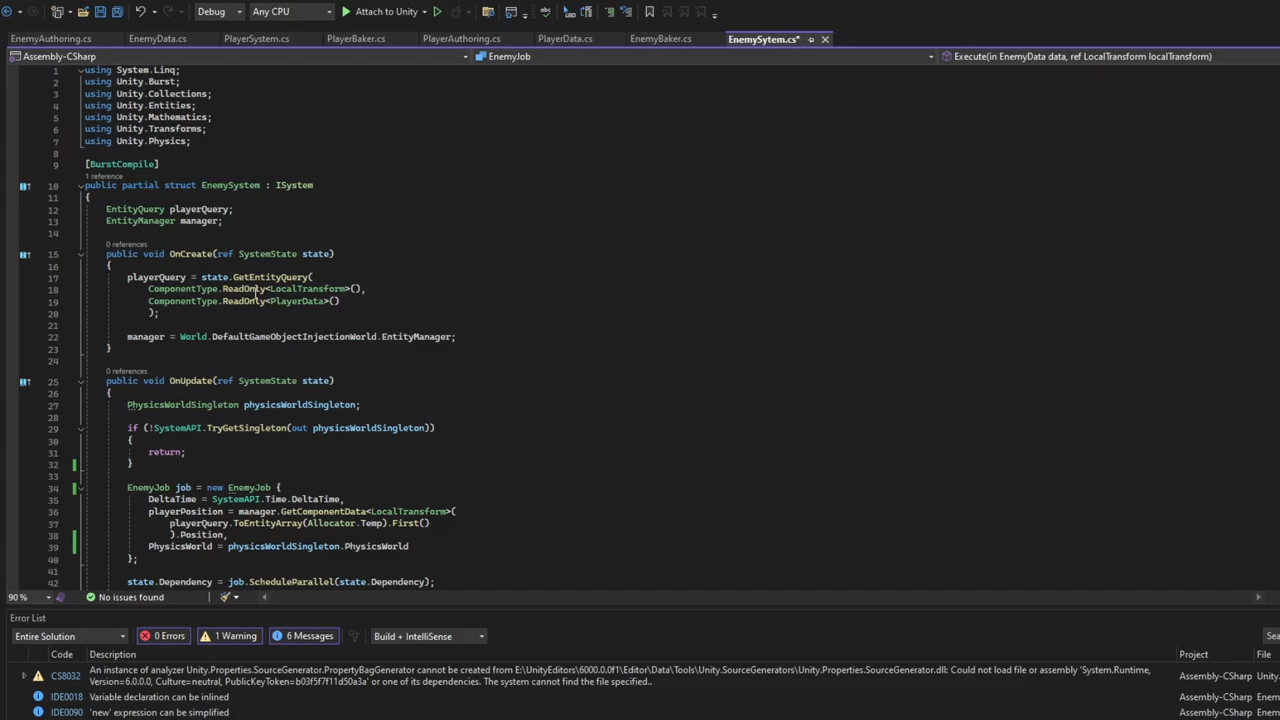 Debug Any CPU Attach to Unity
EnemyAuthoring.cs EnemyData.cs PlayerSystem.cs PlayerBaker.cs PlayerAuthoring.cs PlayerData.cs EnemyBaker.cs EnemySytem.cs*
Assembly-CSharp EnemyJob Execute(in EnemyData data, ref LocalTransform localTransform)
1 using System.Linq;
2 using Unity.Burst;
3 using Unity.Collections;
4 using Unity.Entities;
5 using Unity.Mathematics;
6 using Unity.Transforms;
7 using Unity.Physics;
8
9 [BurstCompile]
1 reference
10 public partial struct EnemySystem : ISystem
11 {
12 EntityQuery playerQuery;
13 EntityManager manager;
14
0 references
15 public void OnCreate(ref SystemState state)
16 {
17 playerQuery = state.GetEntityQuery(
18 ComponentType.ReadOnly<LocalTransform>(),
19 ComponentType.ReadOnly<PlayerData>()
20 );
21
22 manager = World.DefaultGameObjectInjectionWorld.EntityManager;
23 }
24
0 references
25 public void OnUpdate(ref SystemState state)
26 {
27 PhysicsWorldSingleton physicsWorldSingleton;
28
29 if (!SystemAPI.TryGetSingleton(out physicsWorldSingleton))
30 {
31 return;
32 }
33
34 EnemyJob job = new EnemyJob {
35 DeltaTime = SystemAPI.Time.DeltaTime,
36 playerPosition = manager.GetComponentData<LocalTransform>(
37 playerQuery.ToEntityArray(Allocator.Temp).First()
38 ).Position,
39 PhysicsWorld = physicsWorldSingleton.PhysicsWorld
40 };
41
42 state.Dependency = job.ScheduleParallel(state.Dependency);
90 % No issues found
Error List
Entire Solution 0 Errors 1 Warning 6 Messages Build + IntelliSense Sea
Code Description Project File
CS8032 An instance of analyzer Unity.Properties.SourceGenerator.PropertyBagGenerator cannot be created from E:\UnityEditors\6000.0.0f1\Editor\Data\Tools\Unity.SourceGenerators\Unity.Properties.SourceGenerator.dll: Could not load file or assembly 'System.Runtime, Assembly-CSharp Unity.
Version=6.0.0.0, Culture=neutral, PublicKeyToken=b03f5f7f11d50a3a' or one of its dependencies. The system cannot find the file specified..
IDE0018 Variable declaration can be inlined Assembly-CSharp Enem
IDE0090 'new' expression can be simplified Assembly-CSharp Enem